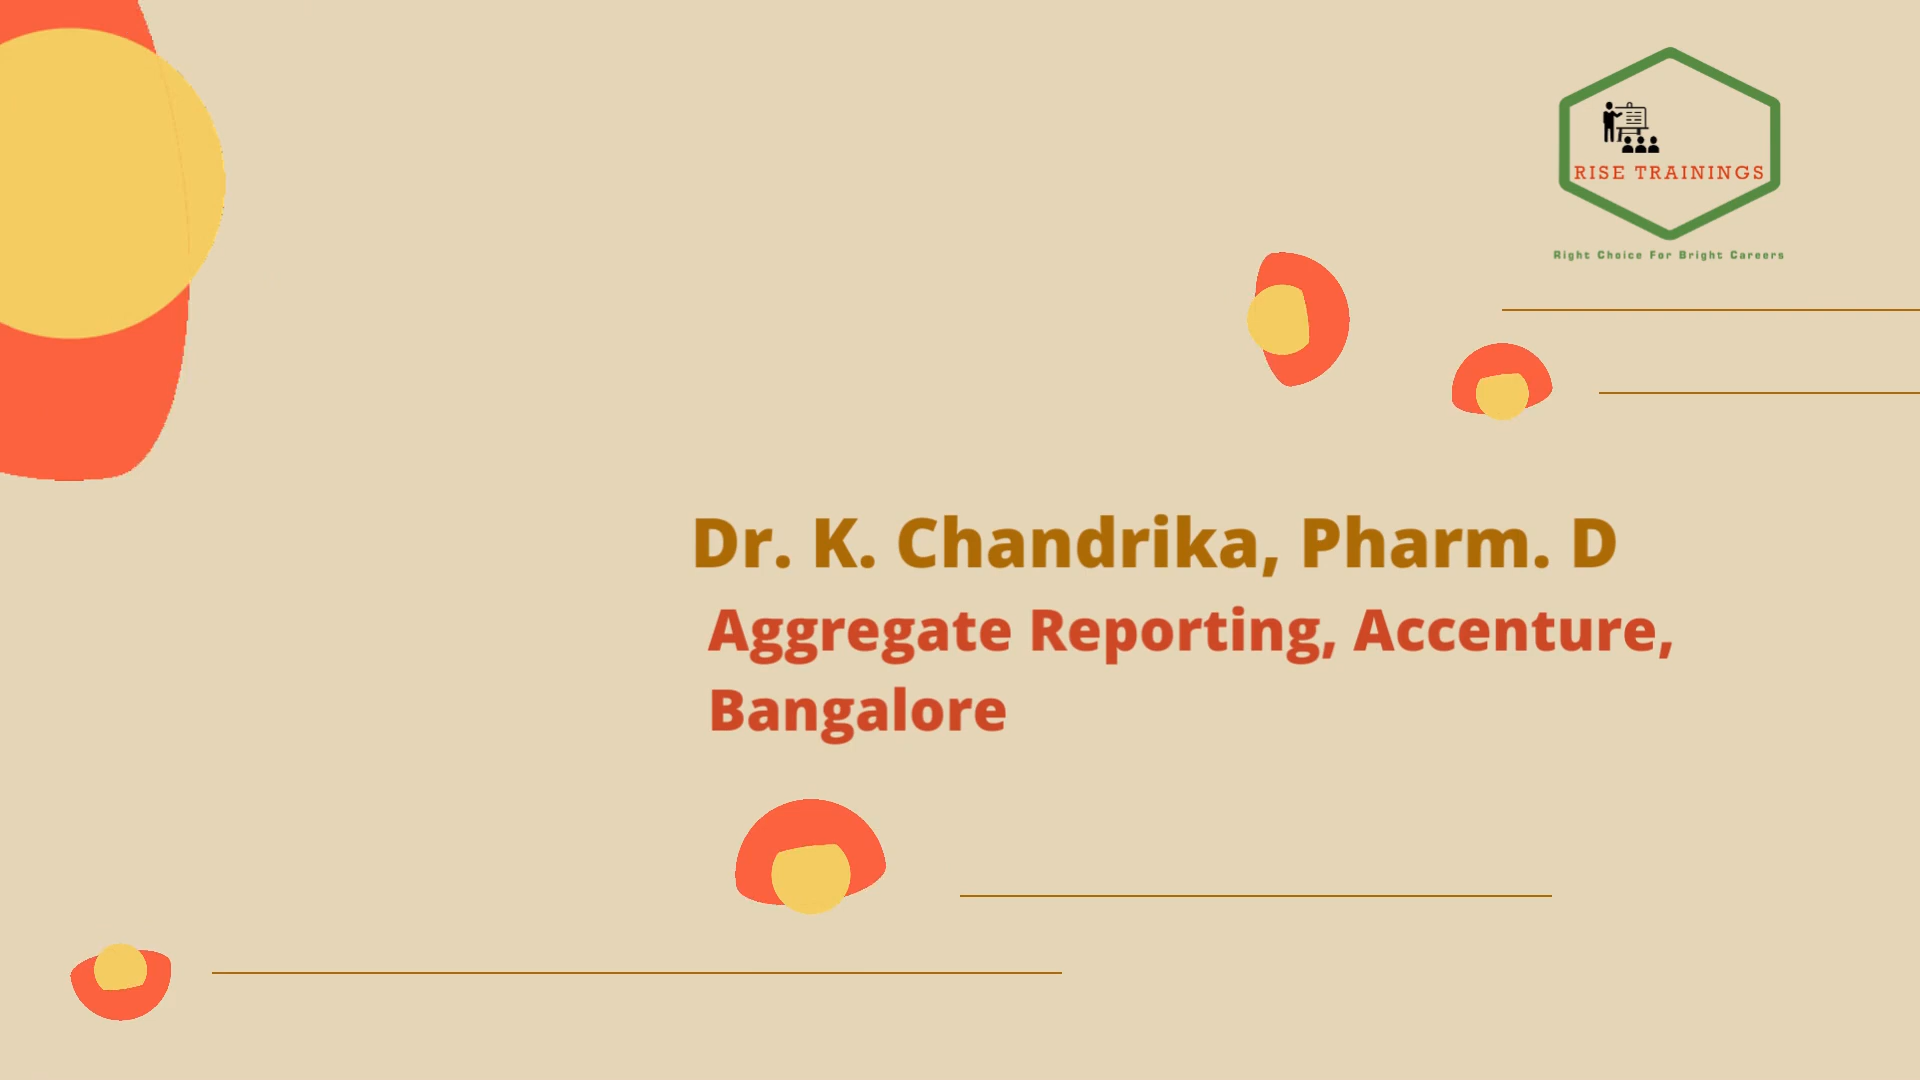 RISE TRAININGS
Right Choice For Bright Careers
Dr. K. Chandrika, Pharm. D
Aggregate Reporting, Accenture,
Bangalore